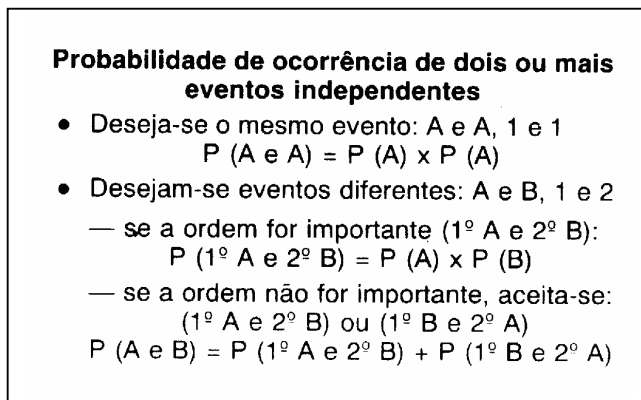 Probabilidade de ocorrência de dois ou mais
eventos independentes
• Deseja-se o mesmo evento: A e A, 1 e 1
P (A e A) = P (A) x P (A)
• Desejam-se eventos diferentes: A e B, 1 e 2
— se a ordem for importante (1º A e 2º B):
P (1º A e 2º B) = P (A) x P (B)
— se a ordem não for importante, aceita-se:
(1º A e 2º B) ou (1º B e 2º A)
P (A e B) = P (1º A e 2º B) + P (1º B e 2º A)